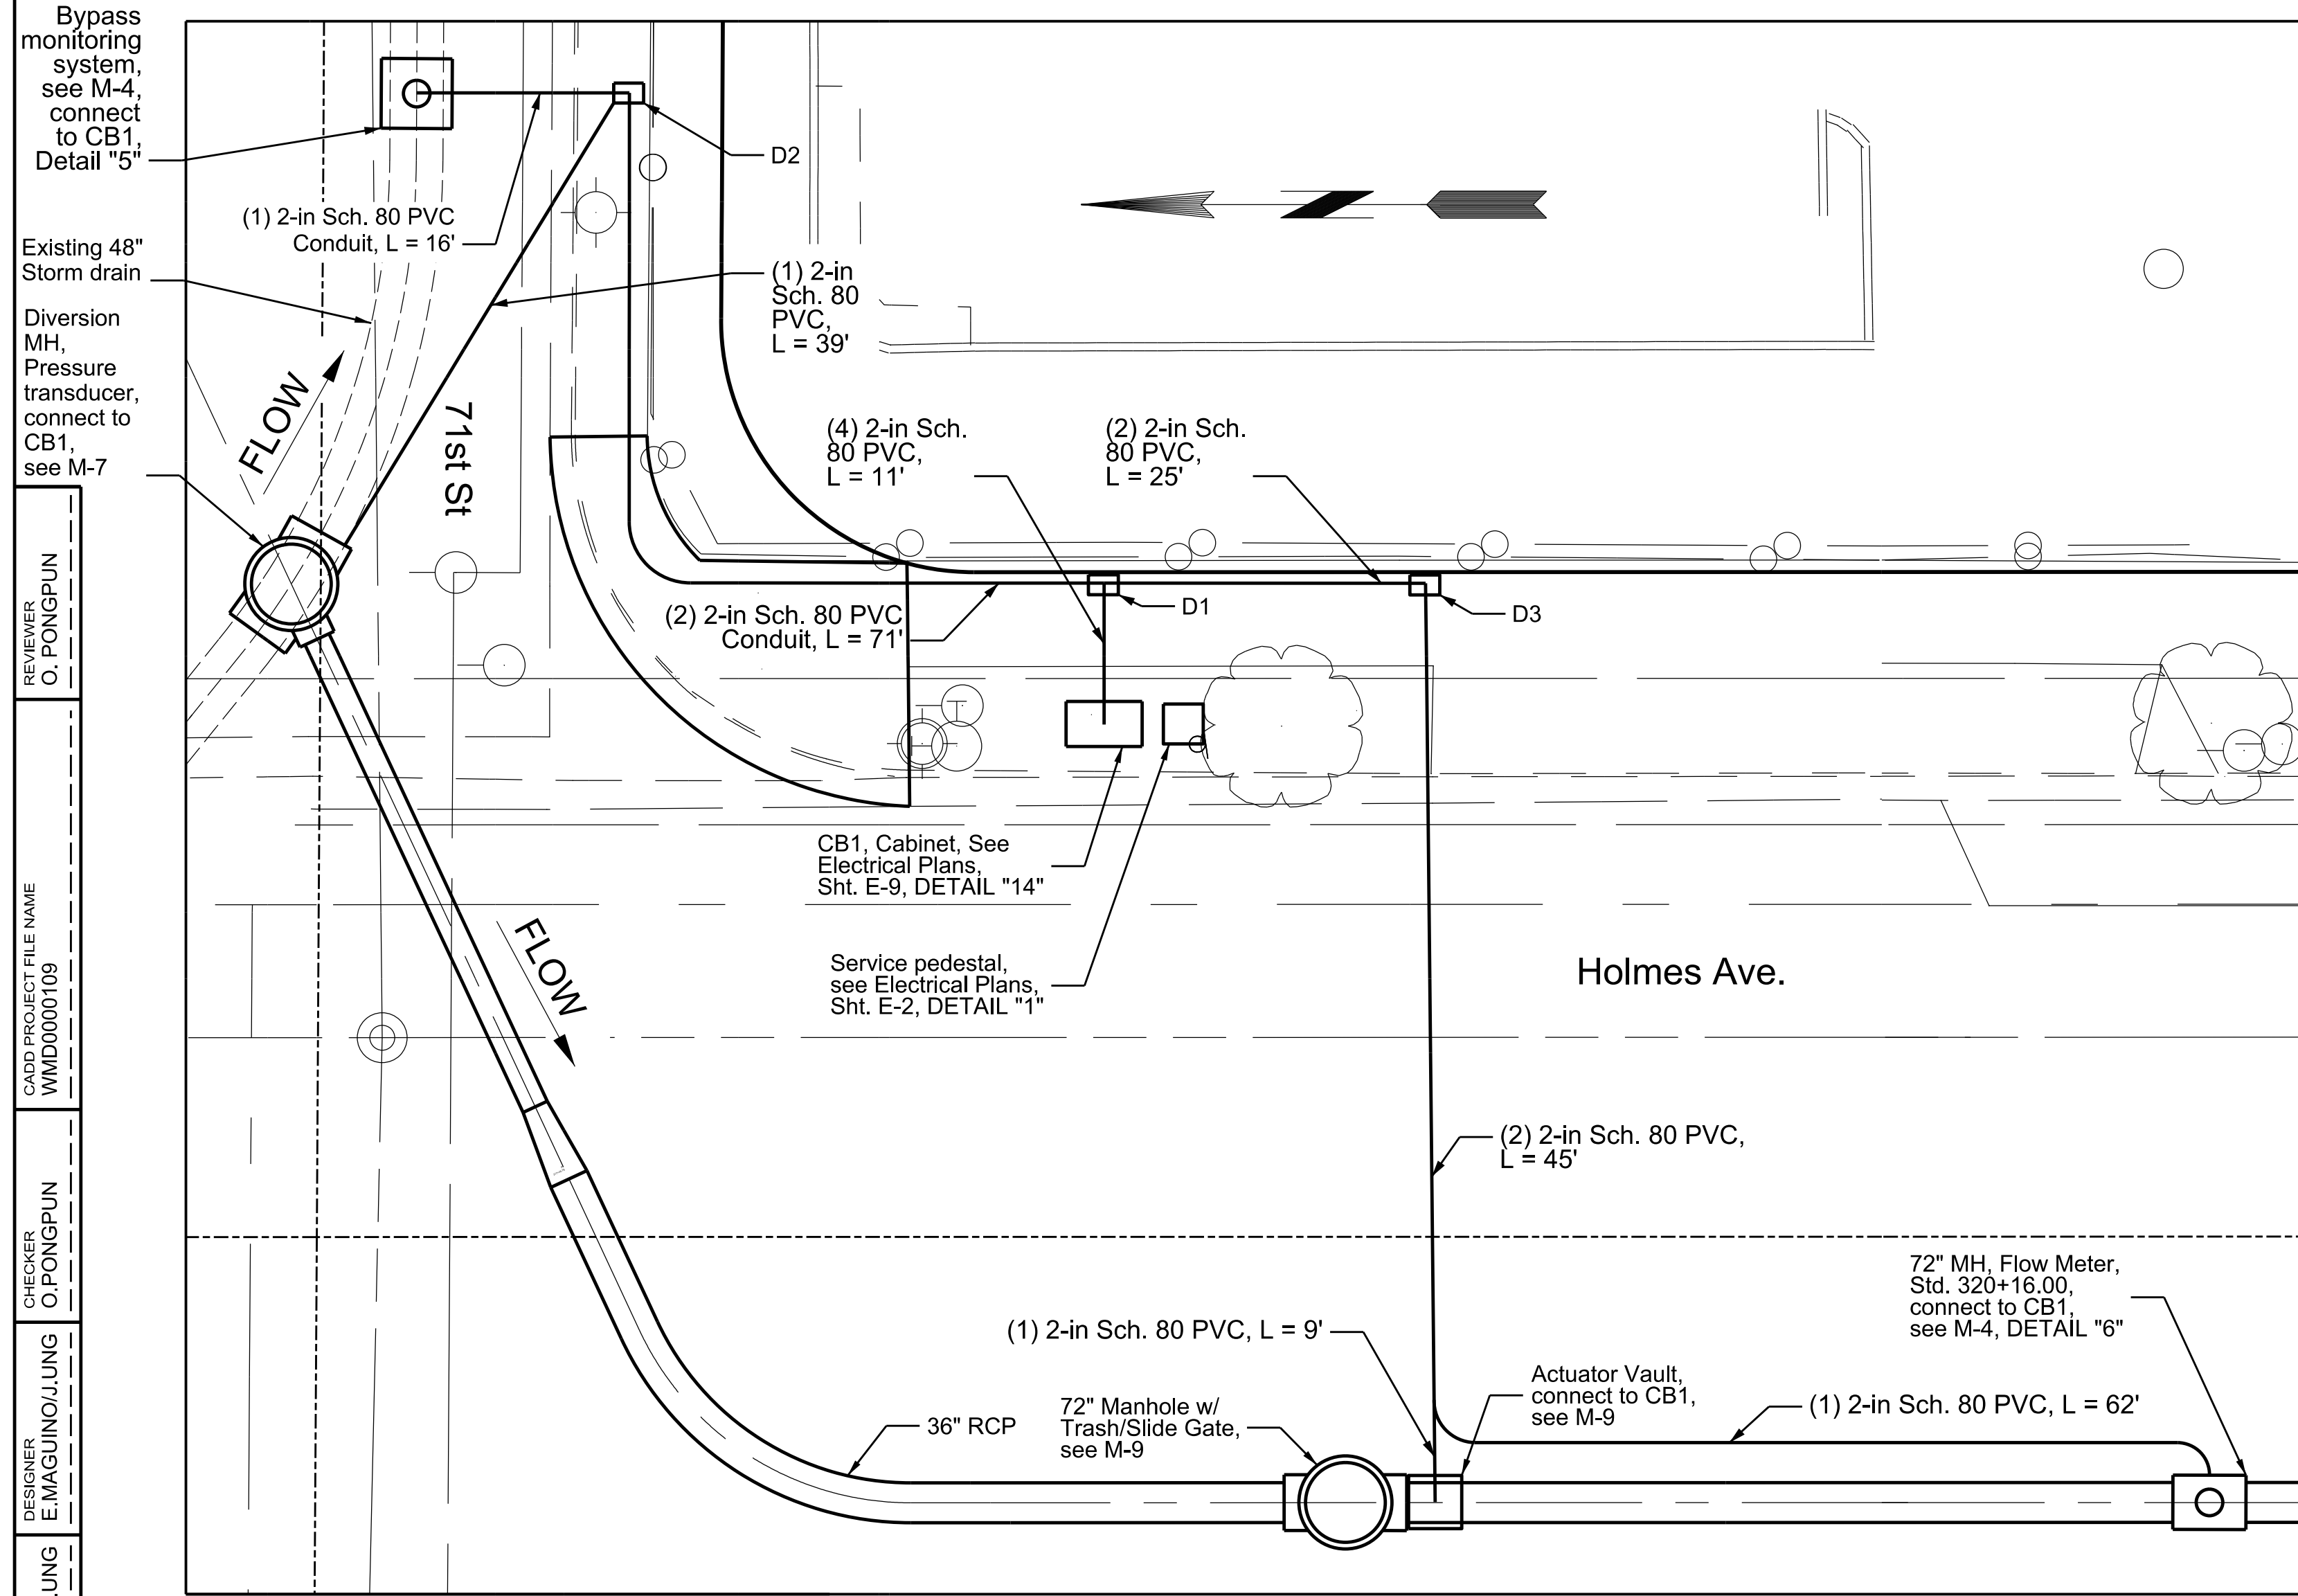 Bypass
monitoring
system,
see M-4,
connect
to CB1,
Detail "5"
D2
(1) 2-in Sch. 80 PVC
Conduit, L = 16'
Existing 48"
Storm drain
(1) 2-in
Sch. 80
PVC,
L = 39'
Diversion
MH,
Pressure
transducer,
connect to
CB1,
see M-7
FLOW
71st St
(4) 2-in Sch.
80 PVC,
L = 11'
(2) 2-in Sch.
80 PVC,
L = 25'
(2) 2-in Sch. 80 PVC
Conduit, L = 71'
D1
D3
CB1, Cabinet, See
Electrical Plans,
Sht. E-9, DETAIL "14"
FLOW
Service pedestal,
see Electrical Plans,
Sht. E-2, DETAIL "1"
Holmes Ave.
(2) 2-in Sch. 80 PVC,
L = 45'
72" MH, Flow Meter,
Std. 320+16.00,
connect to CB1,
see M-4, DETAIL "6"
(1) 2-in Sch. 80 PVC, L = 9'
Actuator Vault,
connect to CB1,
see M-9
(1) 2-in Sch. 80 PVC, L = 62'
36" RCP
72" Manhole w/
Trash/Slide Gate,
see M-9
REVIEWER
O. PONGPUN
CADD PROJECT FILE NAME
WMD0000109
CHECKER
O.PONGPUN
DESIGNER
E.MAGUINO/J.UNG
.UNG